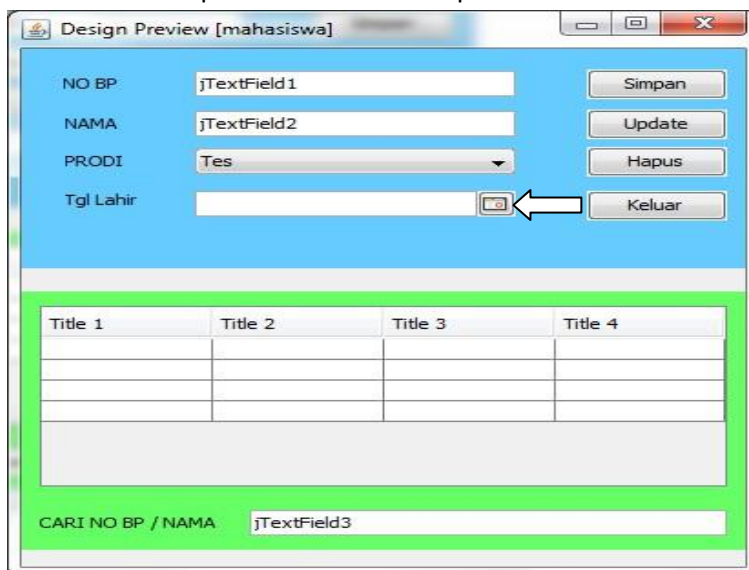 Design Preview [mahasiswa]
NO BP jTextField1 Simpan
NAMA jTextField2 Update
PRODI Tes Hapus
Tgl Lahir Keluar
Title 1 Title 2 Title 3 Title 4
CARI NO BP / NAMA jTextField3